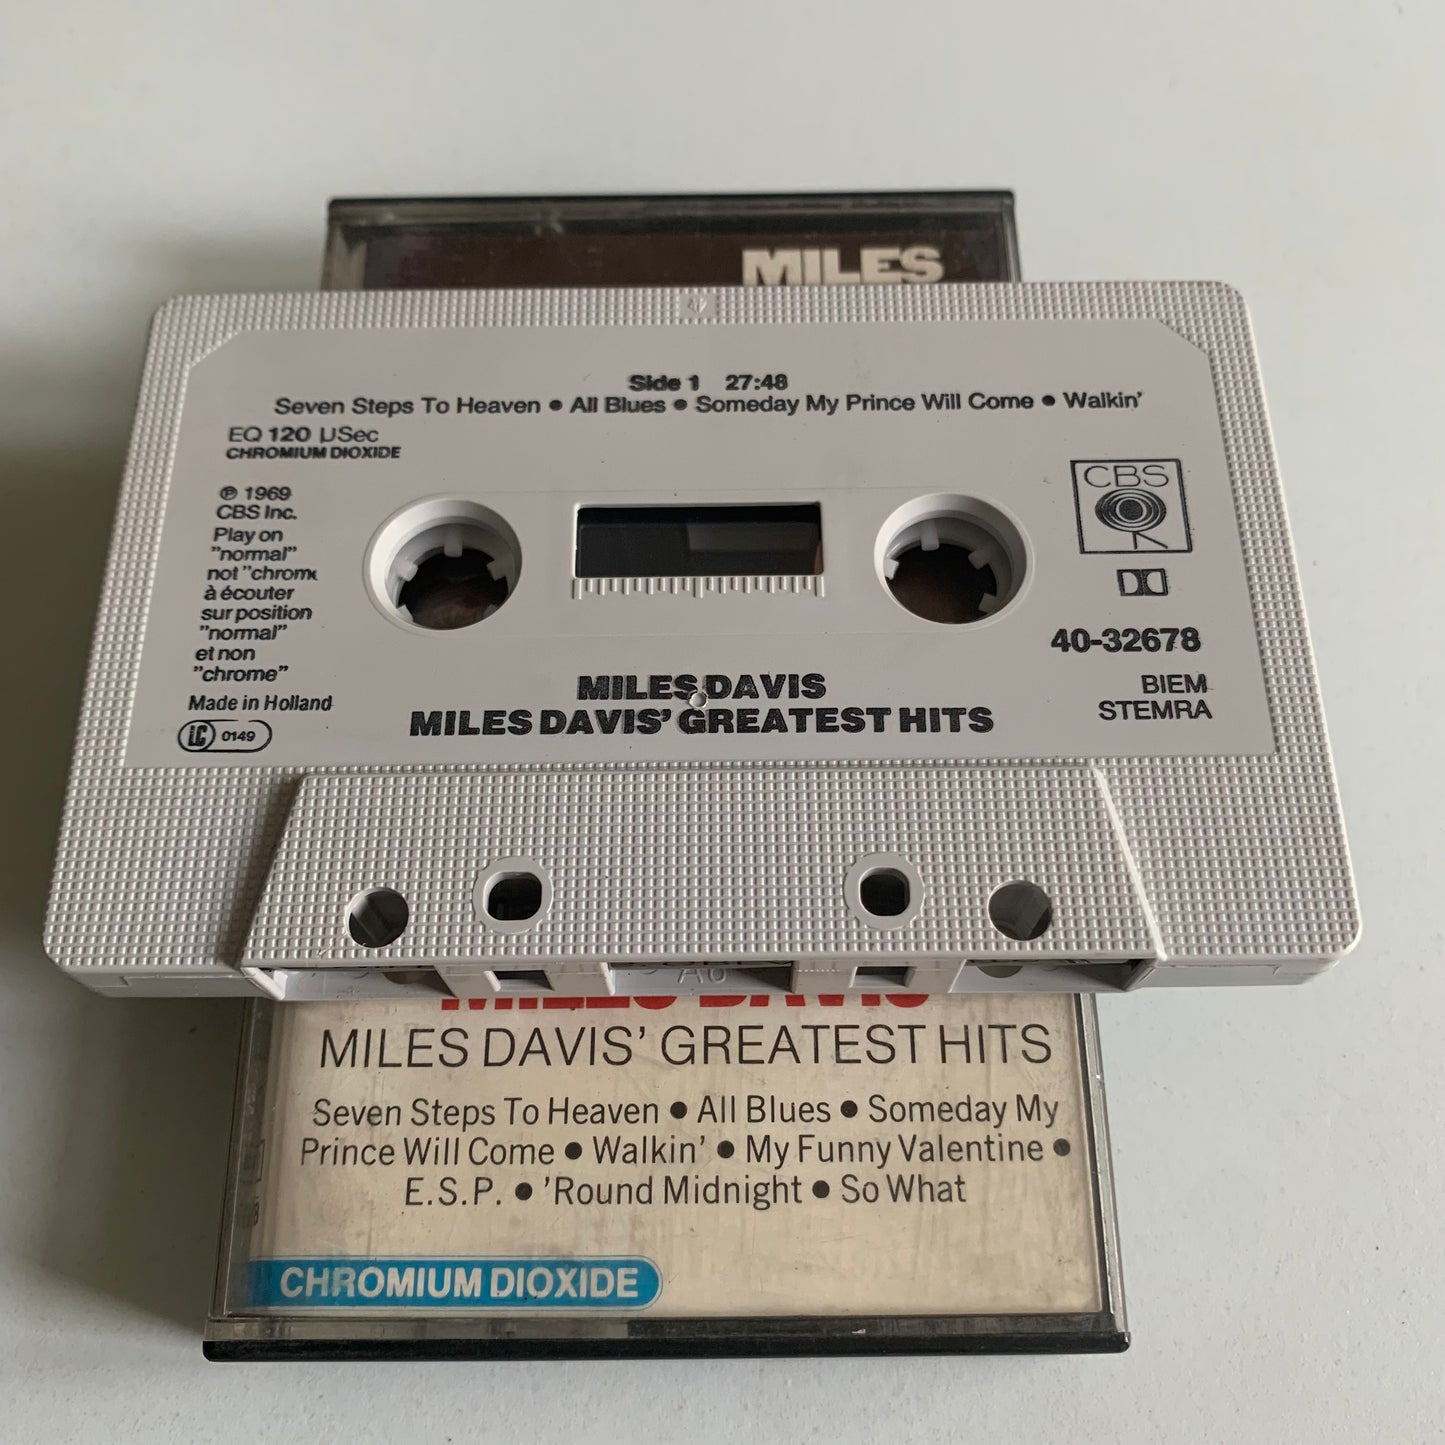 MILES
Side 1 27:48
Seven Steps To Heaven • All Blues • Someday My Prince Will Come • Walkin'
EQ 120 µSec
CHROMIUM DIOXIDE
℗ 1969
CBS Inc.
Play on
"normal"
not "chrome
à écouter
sur position
"normal"
et non
"chrome"
Made in Holland
LC 0149
CBS
40-32678
BIEM
STEMRA
MILES DAVIS
MILES DAVIS' GREATEST HITS
A6
MILES DAVIS
MILES DAVIS' GREATEST HITS
Seven Steps To Heaven • All Blues • Someday My
Prince Will Come • Walkin' • My Funny Valentine •
E.S.P. • 'Round Midnight • So What
CHROMIUM DIOXIDE